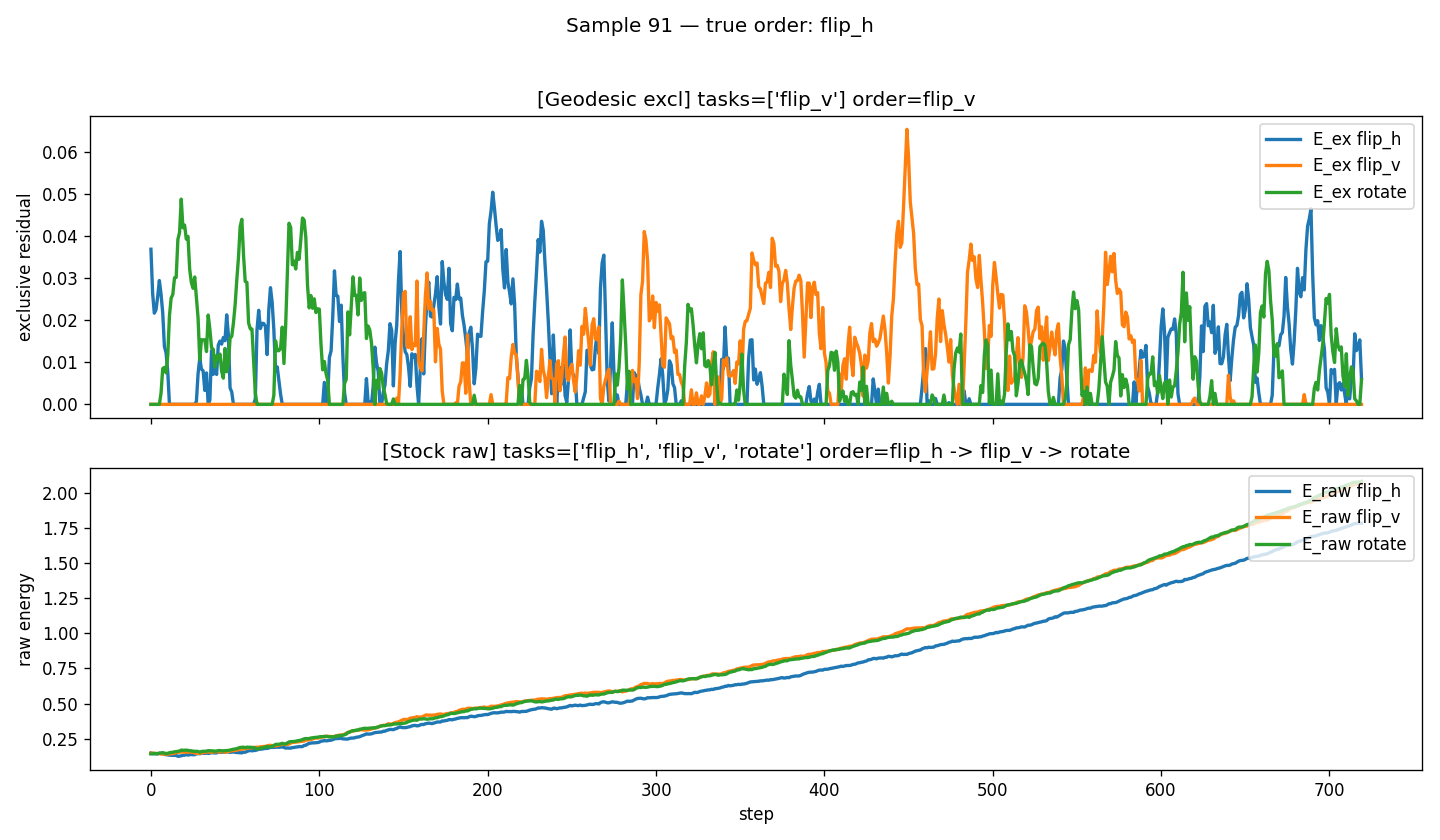 Sample 91 — true order: flip_h
[Geodesic excl] tasks=['flip_v'] order=flip_v
exclusive residual
0.06
0.05
0.04
0.03
0.02
0.01
0.00
E_ex flip_h
E_ex flip_v
E_ex rotate
[Stock raw] tasks=['flip_h', 'flip_v', 'rotate'] order=flip_h -> flip_v -> rotate
raw energy
2.00
1.75
1.50
1.25
1.00
0.75
0.50
0.25
E_raw flip_h
E_raw flip_v
E_raw rotate
0 100 200 300 400 500 600 700
step